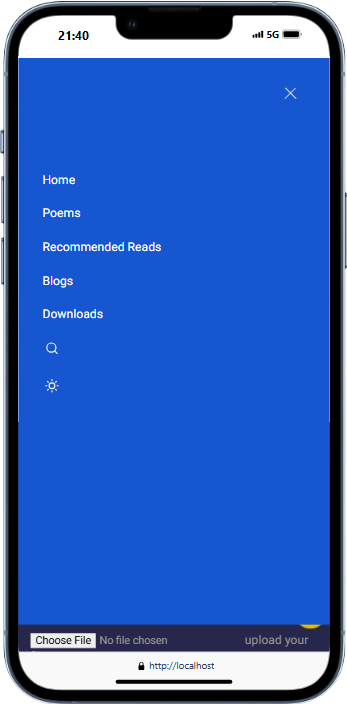 21:40 5G
Home
Poems
Recommended Reads
Blogs
Downloads
Choose File No file chosen upload your
http://localhost